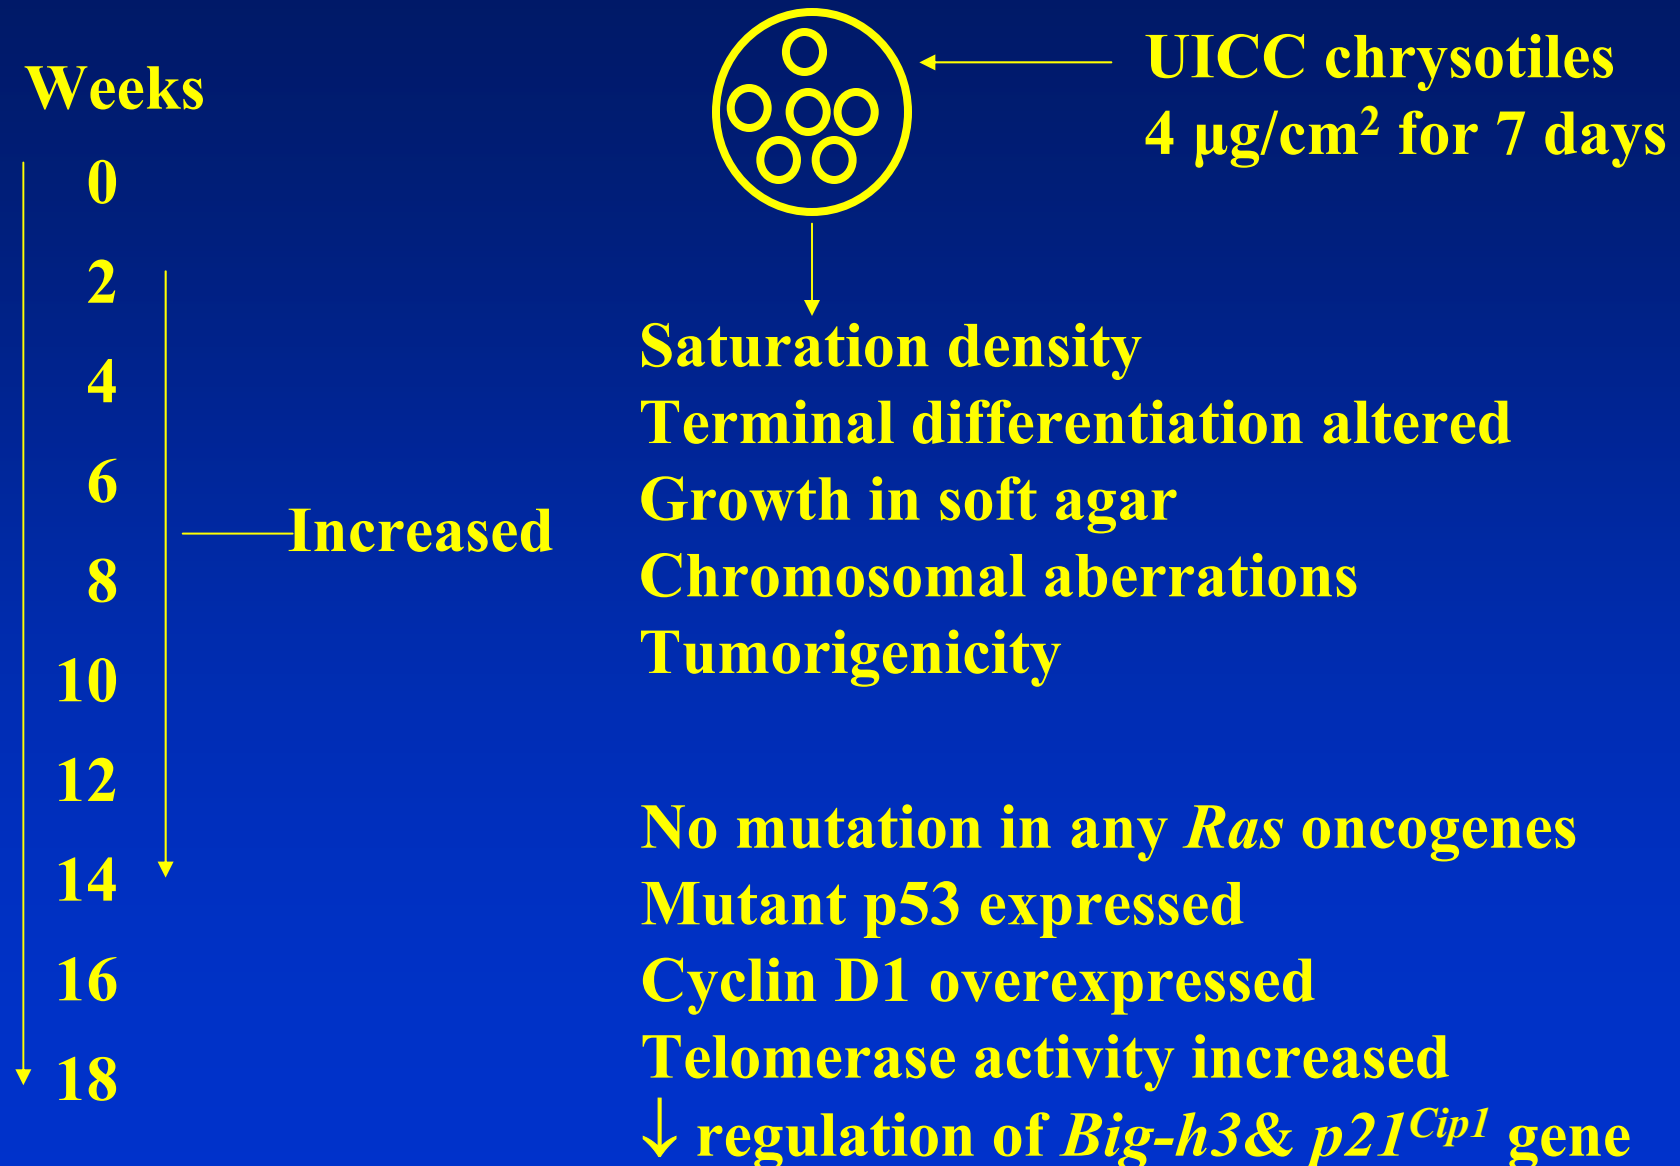 Weeks
0
2
4
6
8
10
12
14
16
18
Increased
UICC chrysotiles
4 μg/cm² for 7 days
Saturation density
Terminal differentiation altered
Growth in soft agar
Chromosomal aberrations
Tumorigenicity
No mutation in any Ras oncogenes
Mutant p53 expressed
Cyclin D1 overexpressed
Telomerase activity increased
↓ regulation of Big-h3& p21^Cip1 gene